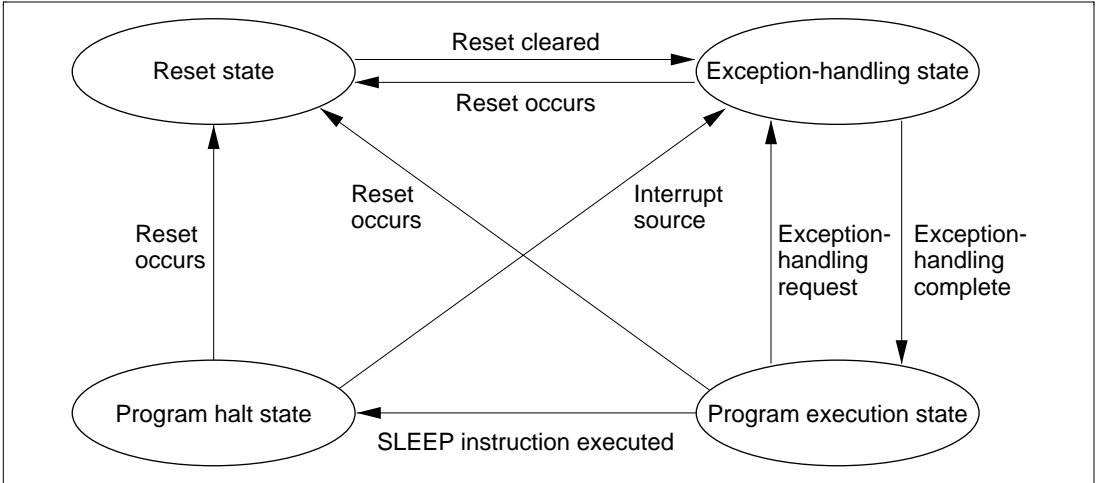 Reset cleared
Reset state
Exception-handling state
Reset occurs
Reset
occurs
Interrupt
source
Reset
occurs
Exception-
handling
request
Exception-
handling
complete
Program halt state
Program execution state
SLEEP instruction executed